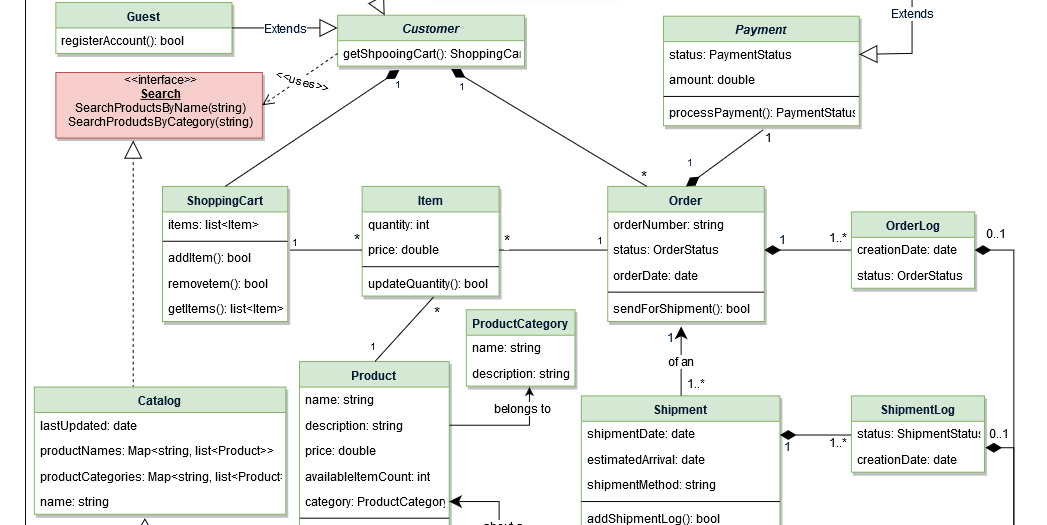 Guest
registerAccount(): bool
Extends
Customer
getShpooingCart(): ShoppingCar
Payment
status: PaymentStatus
amount: double
processPayment(): PaymentStatus
Extends
<<interface>>
Search
SearchProductsByName(string)
SearchProductsByCategory(string)
<<uses>>
1
1
1
1
*
ShoppingCart
items: list<Item>
addItem(): bool
removetem(): bool
getItems(): list<Item>
1
*
Item
quantity: int
price: double
updateQuantity(): bool
*
1
Order
orderNumber: string
status: OrderStatus
orderDate: date
sendForShipment(): bool
1
1..*
OrderLog
creationDate: date
status: OrderStatus
0..1
*
1
ProductCategory
name: string
description: string
belongs to
1
of an
1..*
Catalog
lastUpdated: date
productNames: Map<string, list<Product>>
productCategories: Map<string, list<Product
name: string
Product
name: string
description: string
price: double
availableItemCount: int
category: ProductCategory
Shipment
shipmentDate: date
estimatedArrival: date
shipmentMethod: string
addShipmentLog(): bool
1
1..*
ShipmentLog
status: ShipmentStatus
creationDate: date
0..1